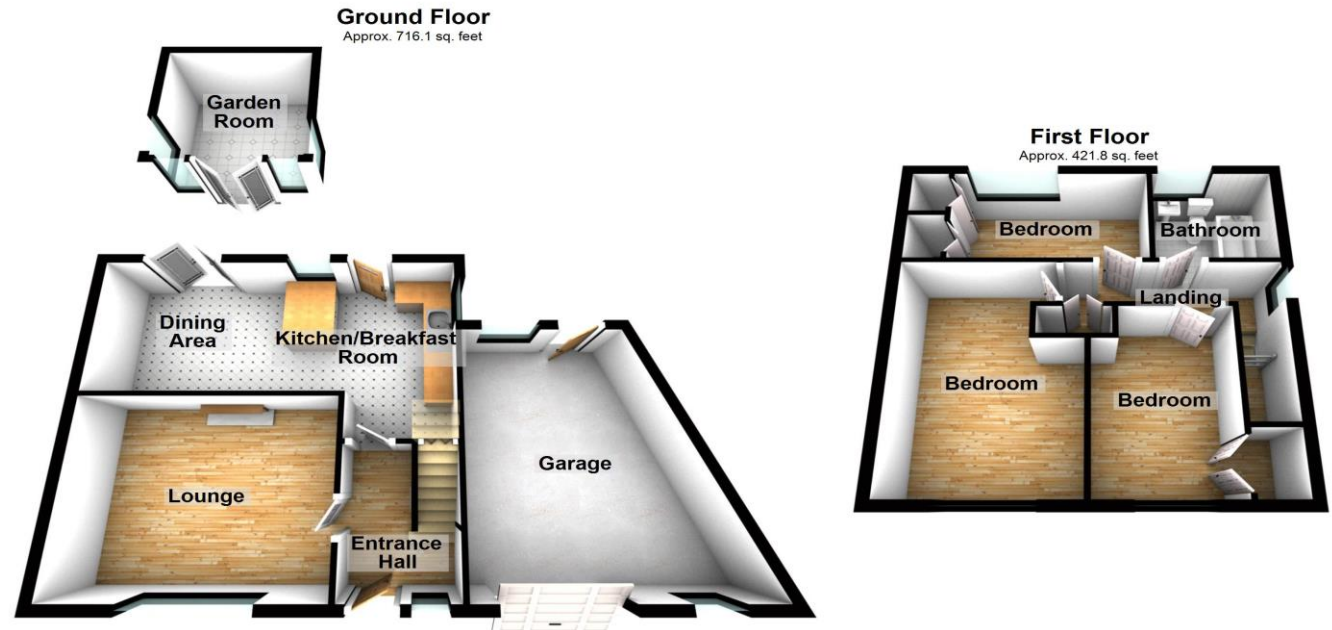 Ground Floor
Approx. 716.1 sq. feet
Garden
Room
Dining
Area
Kitchen/Breakfast
Room
Lounge
Entrance
Hall
Garage
First Floor
Approx. 421.8 sq. feet
Bedroom
Bathroom
Landing
Bedroom
Bedroom